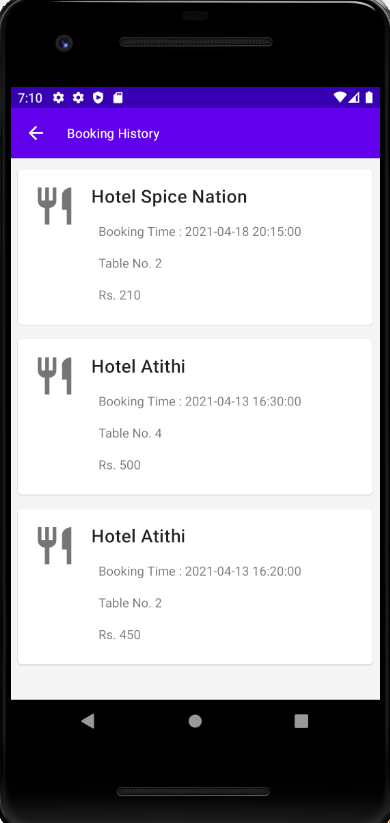 7:10
Booking History
Hotel Spice Nation
Booking Time : 2021-04-18 20:15:00
Table No. 2
Rs. 210
Hotel Atithi
Booking Time : 2021-04-13 16:30:00
Table No. 4
Rs. 500
Hotel Atithi
Booking Time : 2021-04-13 16:20:00
Table No. 2
Rs. 450